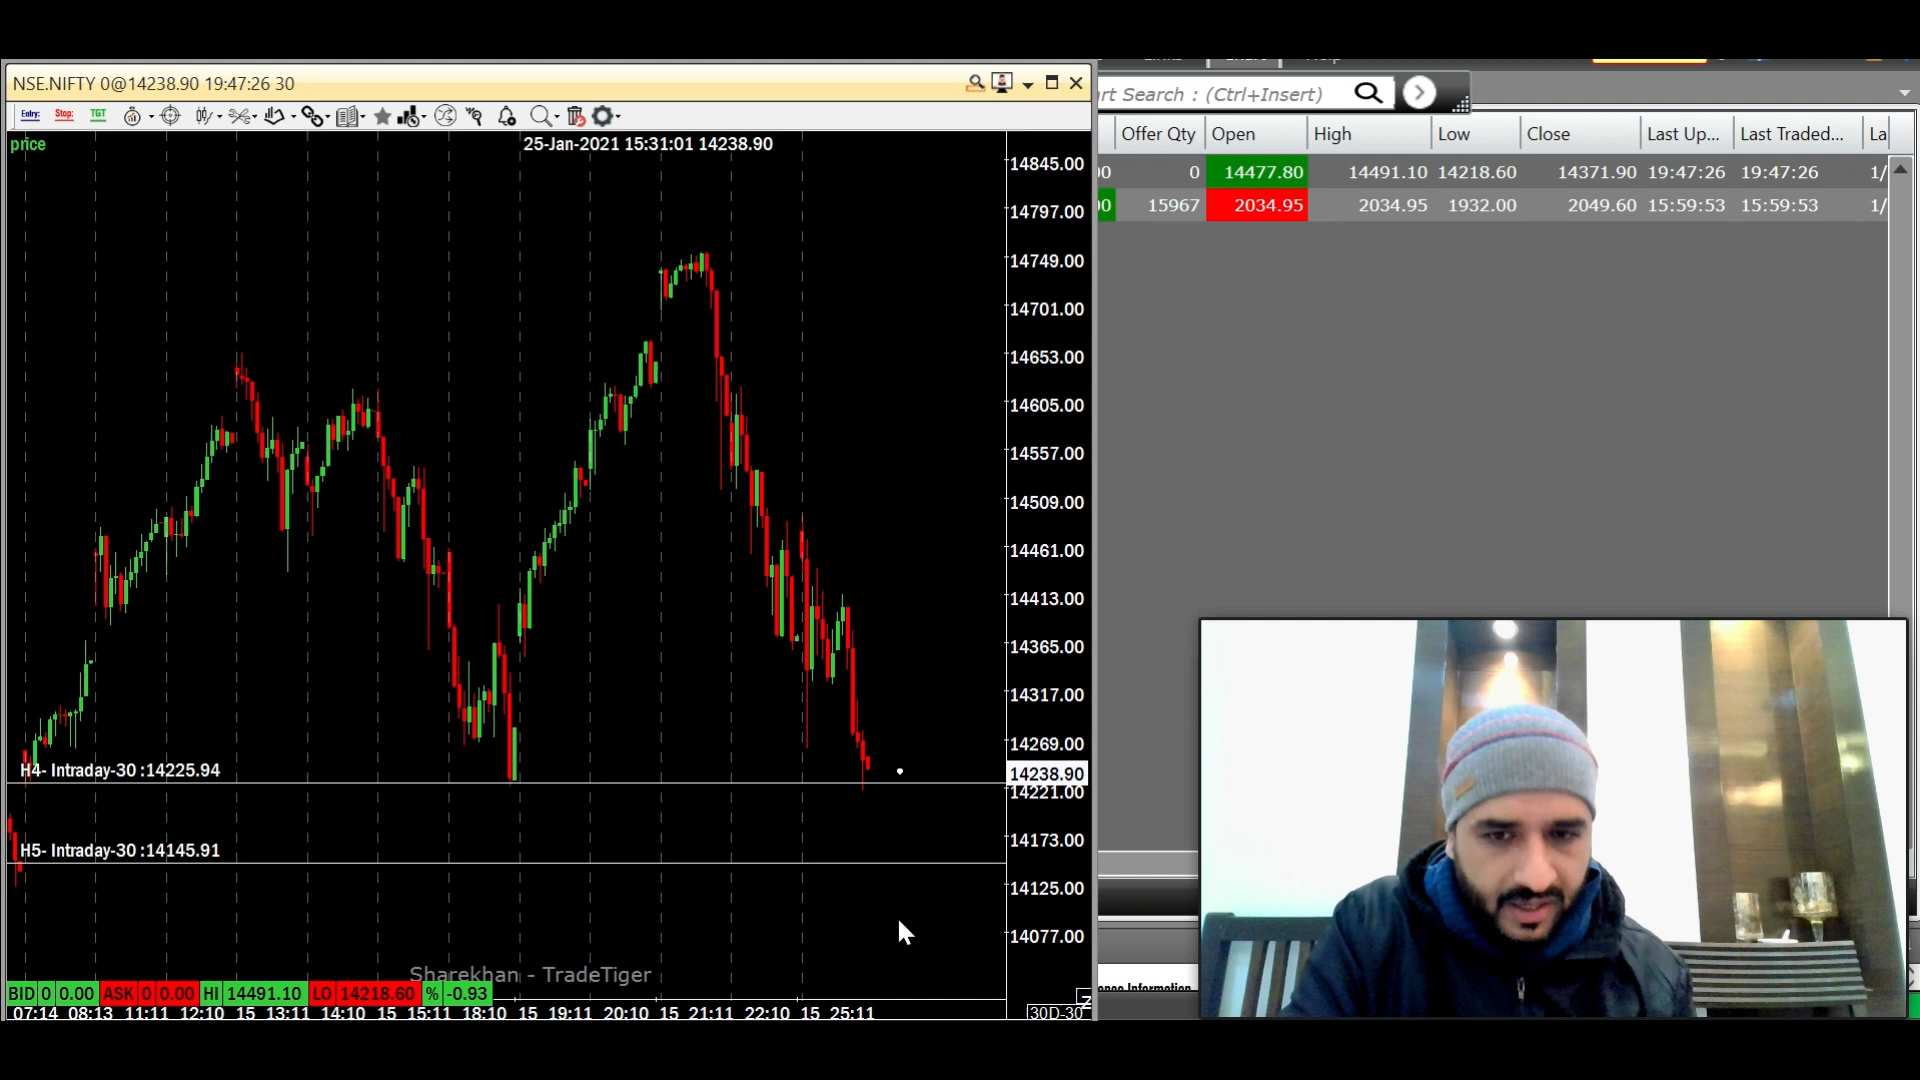 NSE.NIFTY 0@14238.90 19:47:26 30
Entry: Stop: TGT
price
25-Jan-2021 15:31:01 14238.90
14845.00
14797.00
14749.00
14701.00
14653.00
14605.00
14557.00
14509.00
14461.00
14413.00
14365.00
14317.00
14269.00
14238.90
14221.00
14173.00
14125.00
14077.00
H4- Intraday-30 :14225.94
H5- Intraday-30 :14145.91
Sharekhan - TradeTiger
BID 0 0.00 ASK 0 0.00 HI 14491.10 LO 14218.60 % -0.93
07:14 08:13 11:11 12:10 15 13:11 14:10 15 15:11 18:10 15 19:11 20:10 15 21:11 22:10 15 25:11
30D-30
rt Search : (Ctrl+Insert)
Offer Qty Open High Low Close Last Up... Last Traded... La
00 0 14477.80 14491.10 14218.60 14371.90 19:47:26 19:47:26 1/
00 15967 2034.95 2034.95 1932.00 2049.60 15:59:53 15:59:53 1/